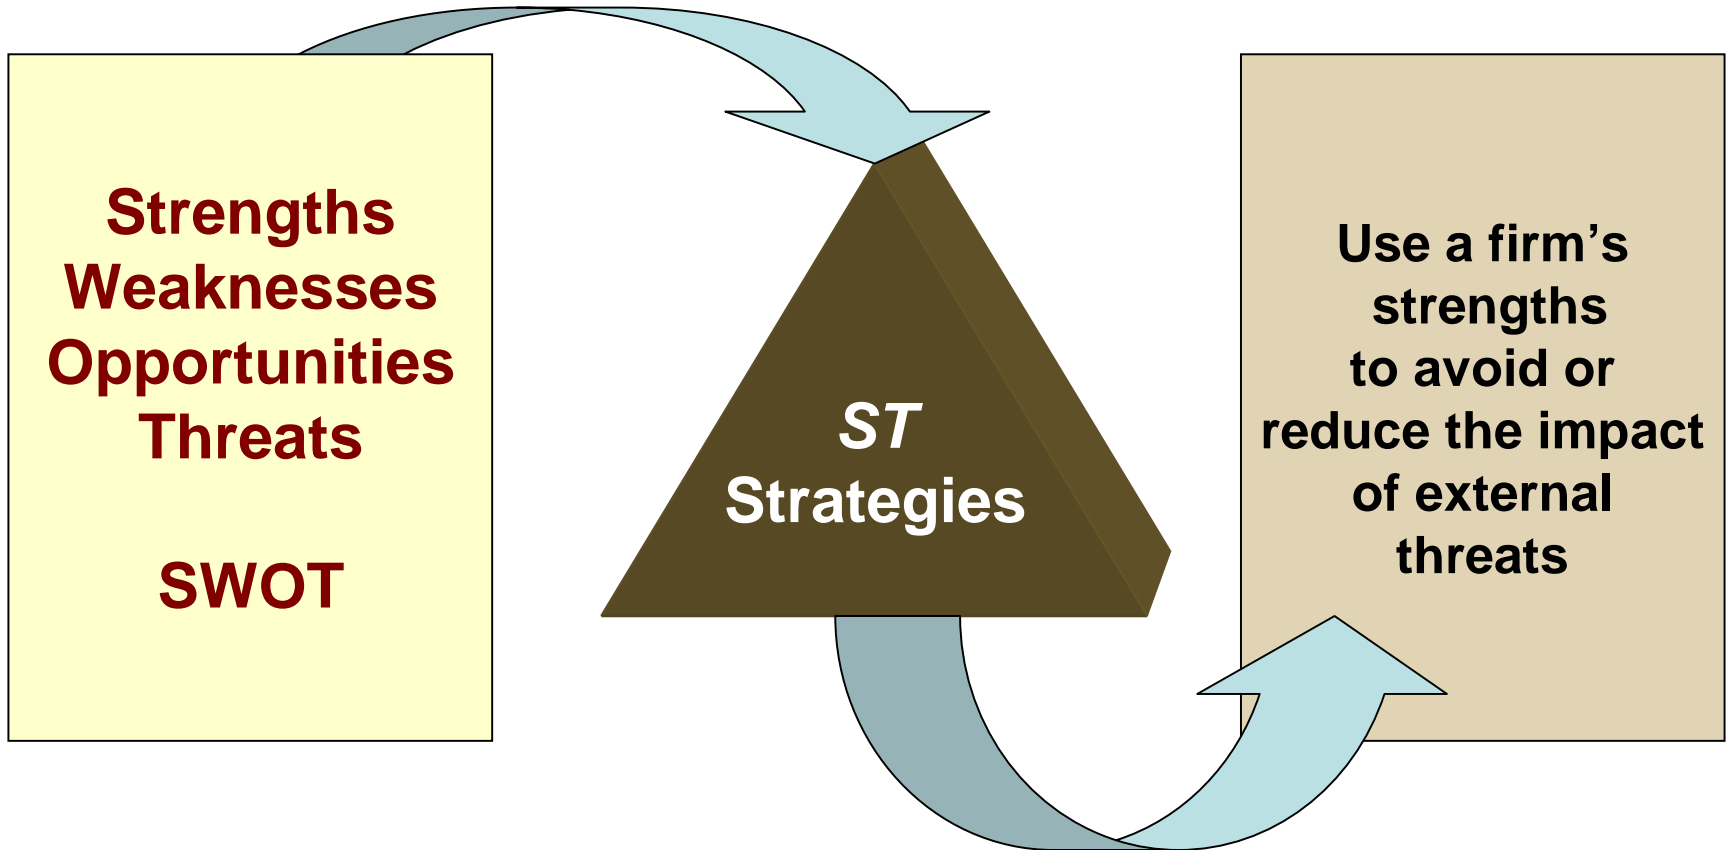 Strengths
Weaknesses
Opportunities
Threats
SWOT
ST
Strategies
Use a firm’s
strengths
to avoid or
reduce the impact
of external
threats